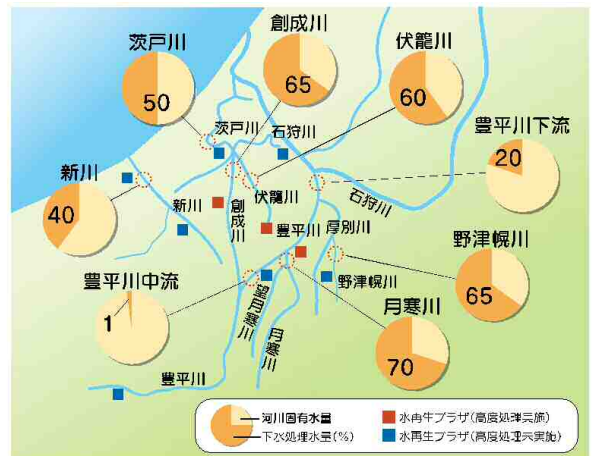 茨戸川
50
創成川
65
伏籠川
60
豊平川下流
20
新川
40
豊平川中流
1
野津幌川
65
月寒川
70
茨戸川
石狩川
石狩川
新川
創成川
伏籠川
豊平川
厚別川
野津幌川
望月寒川
月寒川
豊平川
河川固有水量
下水処理水量(%)
水再生プラザ(高度処理実施)
水再生プラザ(高度処理未実施)